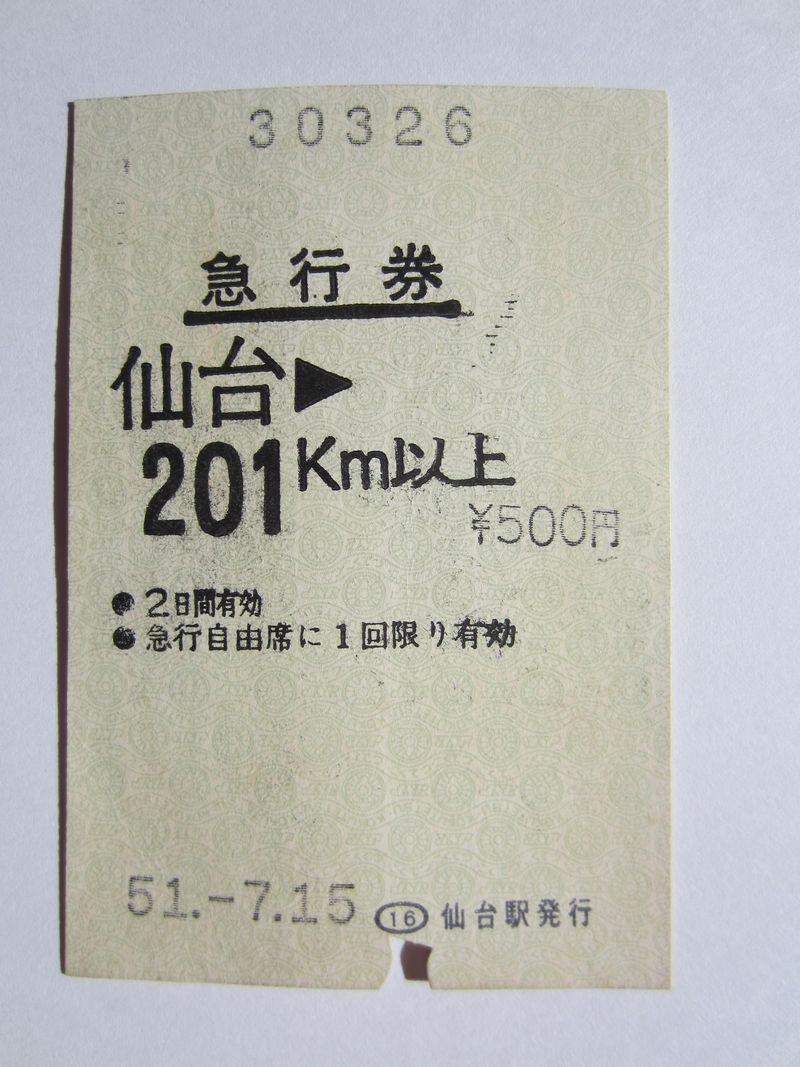 30326
急行券
仙台▶
201Km以上
¥500円
● 2日間有効
● 急行自由席に1回限り有効
51.-7.15 16 仙台駅発行